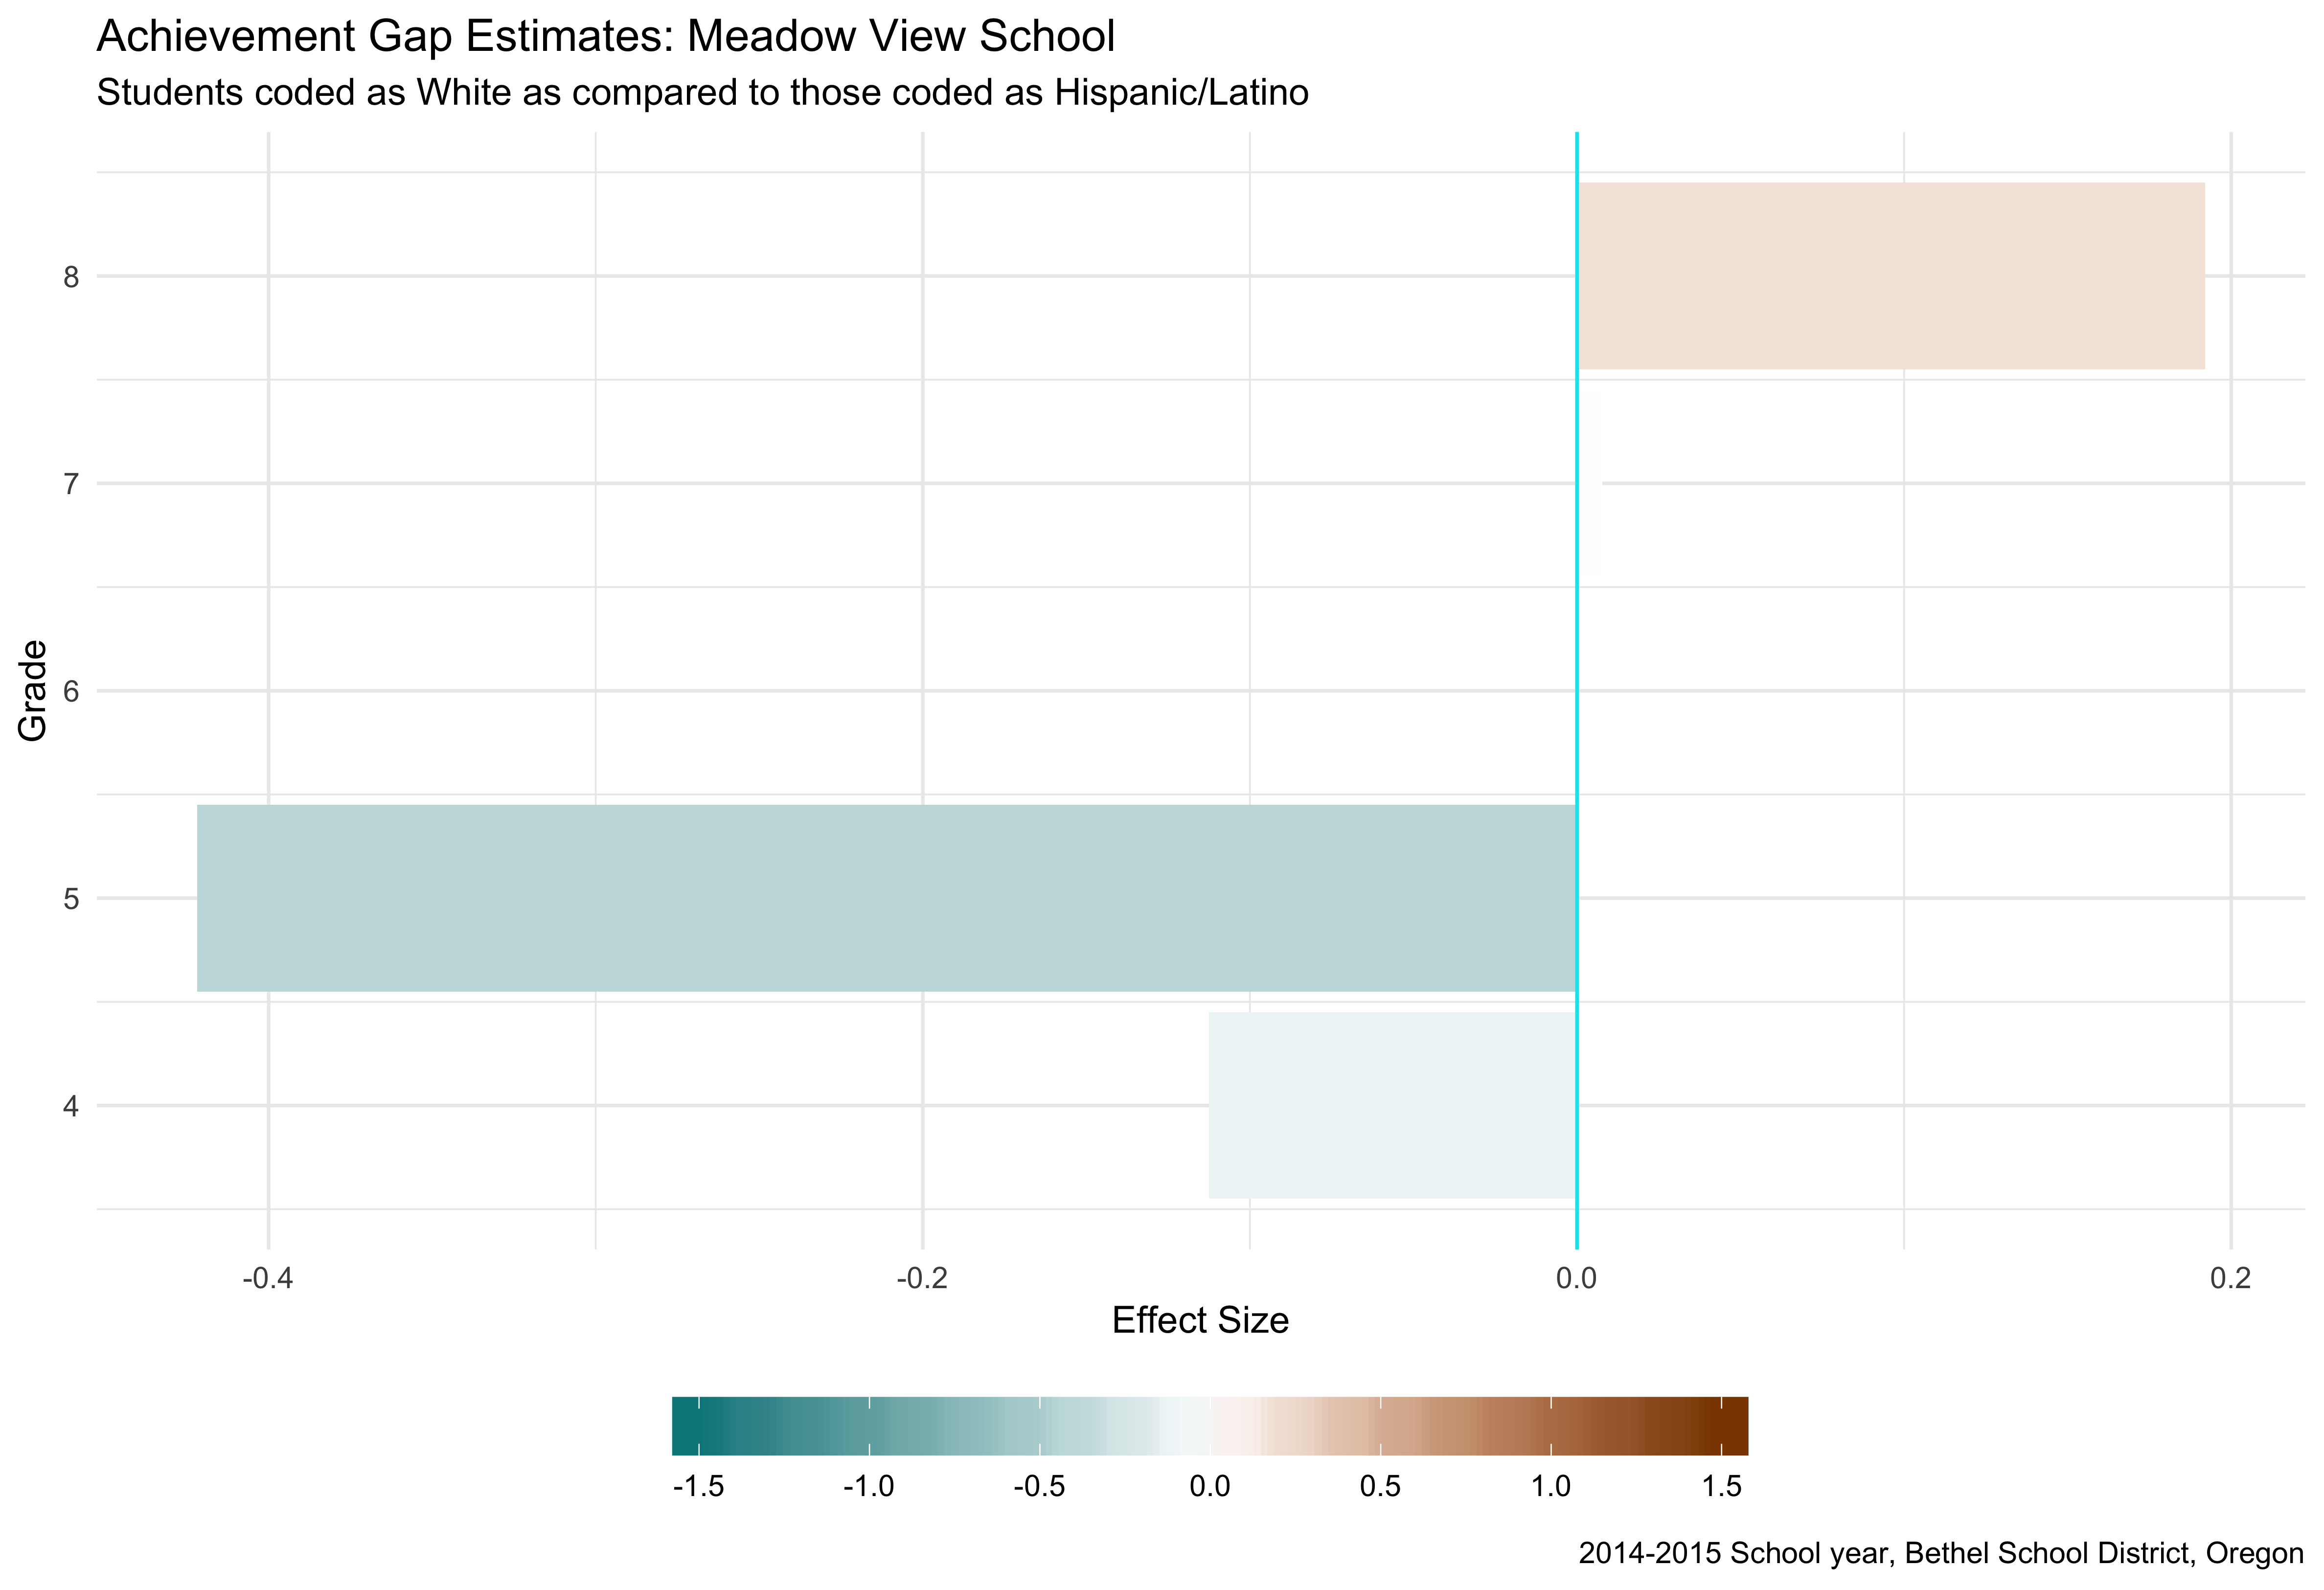 Achievement Gap Estimates: Meadow View School
Students coded as White as compared to those coded as Hispanic/Latino
Grade
8
7
6
5
4
-0.4 -0.2 0.0 0.2
Effect Size
-1.5 -1.0 -0.5 0.0 0.5 1.0 1.5
2014-2015 School year, Bethel School District, Oregon